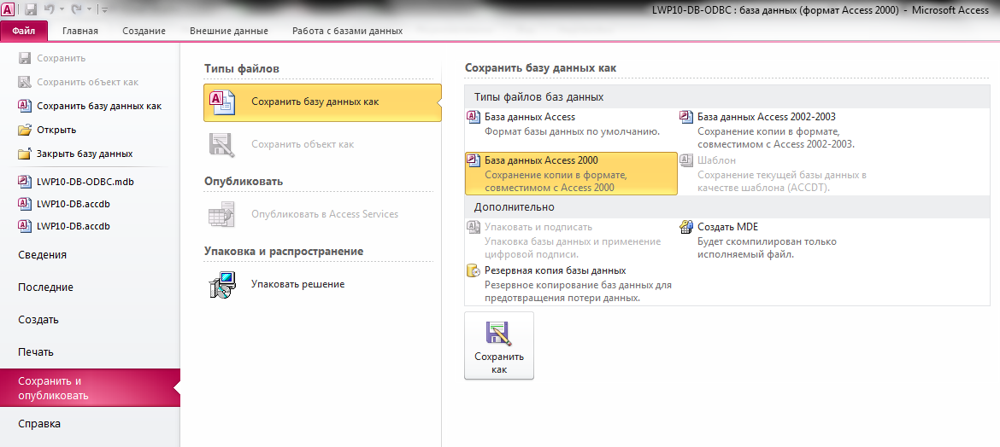 LWP10-DB-ODBC : база данных (формат Access 2000) - Microsoft Access
Файл
Главная
Создание
Внешние данные
Работа с базами данных
Сохранить
Сохранить объект как
Сохранить базу данных как
Открыть
Закрыть базу данных
LWP10-DB-ODBC.mdb
LWP10-DB.accdb
LWP10-DB.accdb
Сведения
Последние
Создать
Печать
Сохранить и
опубликовать
Справка
Типы файлов
Сохранить базу данных как
Сохранить объект как
Опубликовать
Опубликовать в Access Services
Упаковка и распространение
Упаковать решение
Сохранить базу данных как
Типы файлов баз данных
База данных Access
Формат базы данных по умолчанию.
База данных Access 2002-2003
Сохранение копии в формате,
совместимом с Access 2002-2003.
База данных Access 2000
Сохранение копии в формате,
совместимом с Access 2000
Шаблон
Сохранение текущей базы данных в
качестве шаблона (ACCDT).
Дополнительно
Упаковать и подписать
Упаковка базы данных и применение
цифровой подписи.
Создать MDE
Будет скомпилирован только
исполняемый файл.
Резервная копия базы данных
Резервное копирование баз данных для
предотвращения потери данных.
Сохранить
как